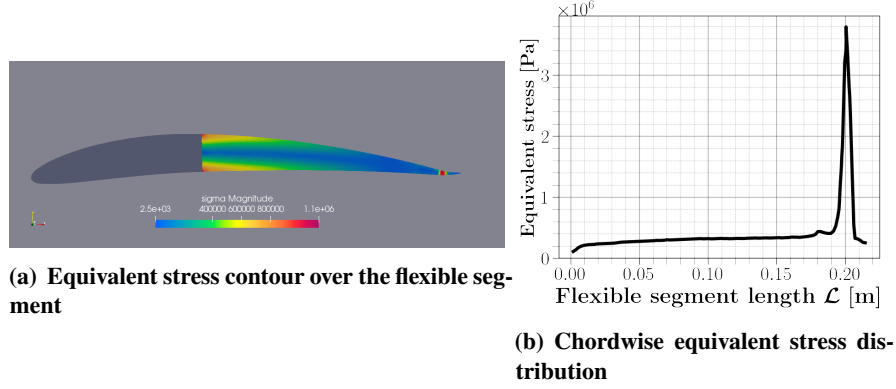 sigma Magnitude
2.5e+03 400000 600000 800000 1.1e+06
(a) Equivalent stress contour over the flexible seg-
ment
×10⁶
Equivalent stress [Pa]
3
2
1
0
0.00 0.05 0.10 0.15 0.20
Flexible segment length 𝓛 [m]
(b) Chordwise equivalent stress dis-
tribution